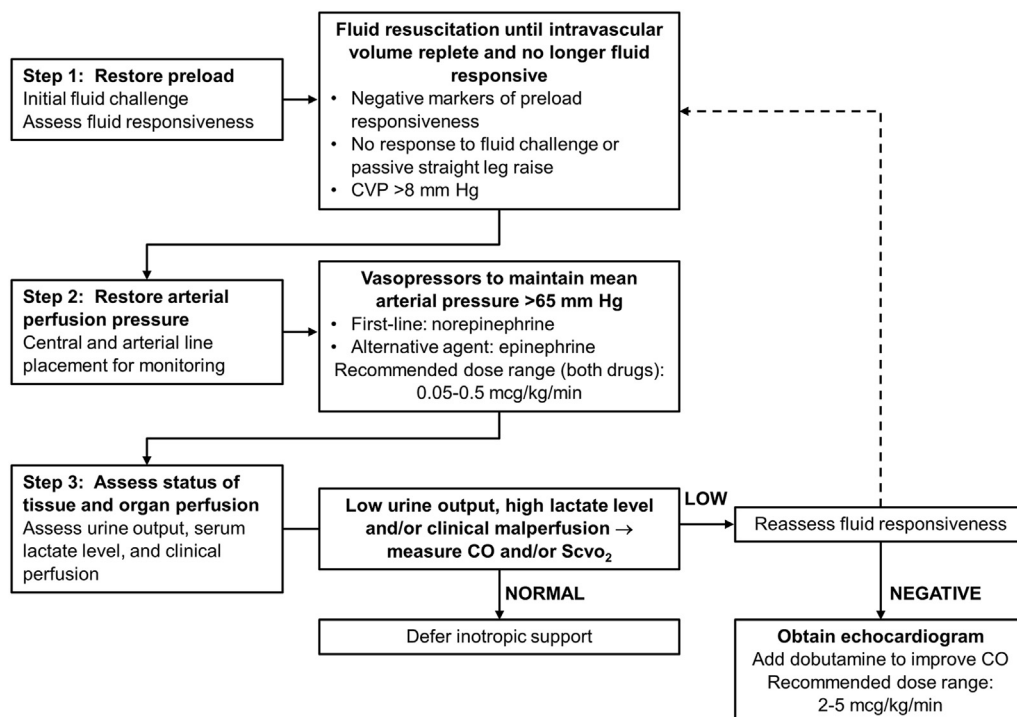 Step 1: Restore preload
Initial fluid challenge
Assess fluid responsiveness
Fluid resuscitation until intravascular
volume replete and no longer fluid
responsive
• Negative markers of preload
responsiveness
• No response to fluid challenge or
passive straight leg raise
• CVP >8 mm Hg
Step 2: Restore arterial
perfusion pressure
Central and arterial line
placement for monitoring
Vasopressors to maintain mean
arterial pressure >65 mm Hg
• First-line: norepinephrine
• Alternative agent: epinephrine
Recommended dose range (both drugs):
0.05-0.5 mcg/kg/min
Step 3: Assess status of
tissue and organ perfusion
Assess urine output, serum
lactate level, and clinical
perfusion
Low urine output, high lactate level
and/or clinical malperfusion →
measure CO and/or Scvo₂
LOW
Reassess fluid responsiveness
NORMAL
Defer inotropic support
NEGATIVE
Obtain echocardiogram
Add dobutamine to improve CO
Recommended dose range:
2-5 mcg/kg/min